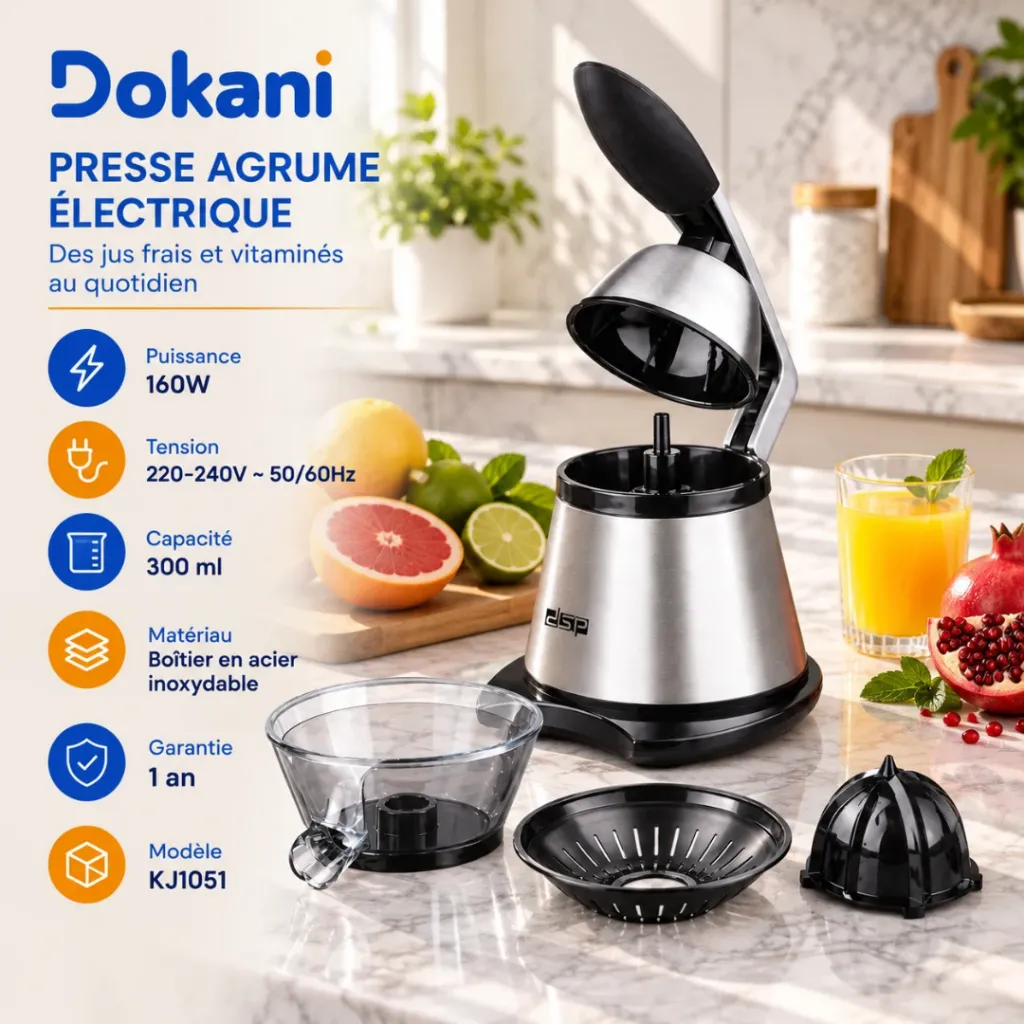 Dokani
PRESSE AGRUME
ÉLECTRIQUE
Des jus frais et vitaminés
au quotidien
Puissance
160W
Tension
220-240V ~ 50/60Hz
Capacité
300 ml
Matériau
Boîtier en acier
inoxydable
Garantie
1 an
Modèle
KJ1051
dsp